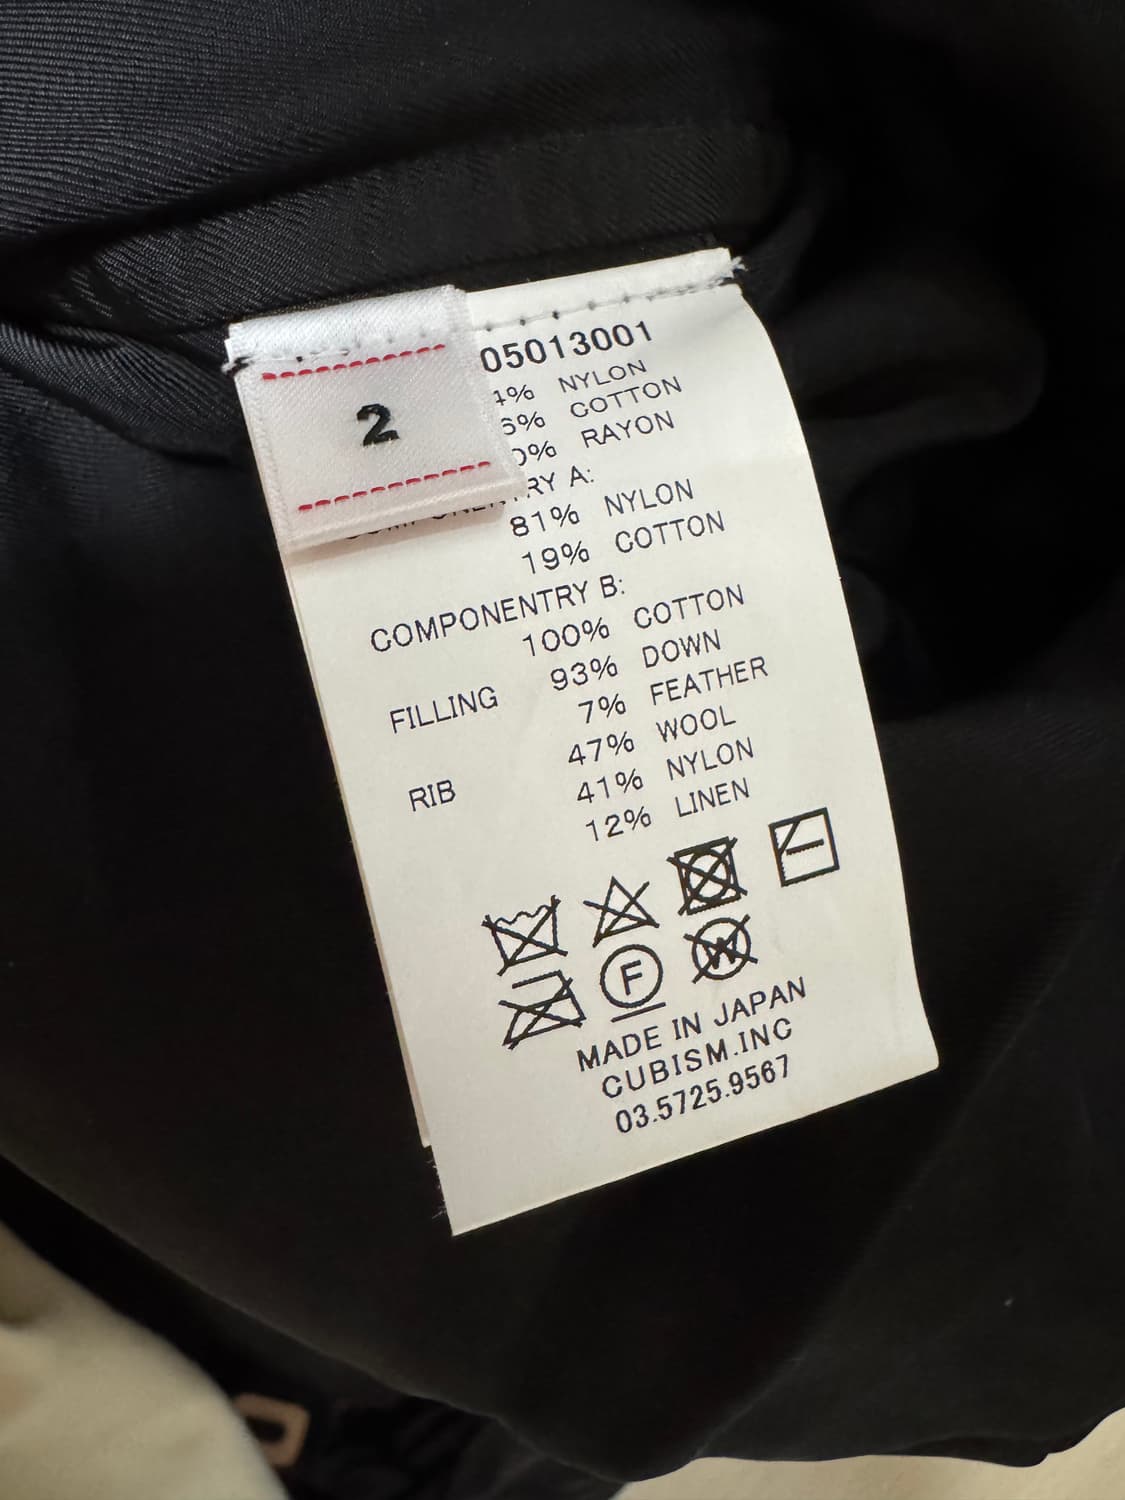 2
05013001
% NYLON
% COTTON
% RAYON
A:
81% NYLON
19% COTTON
COMPONENTRY B:
100% COTTON
FILLING 93% DOWN
7% FEATHER
RIB 47% WOOL
41% NYLON
12% LINEN
F W
MADE IN JAPAN
CUBISM.INC
03.5725.9567